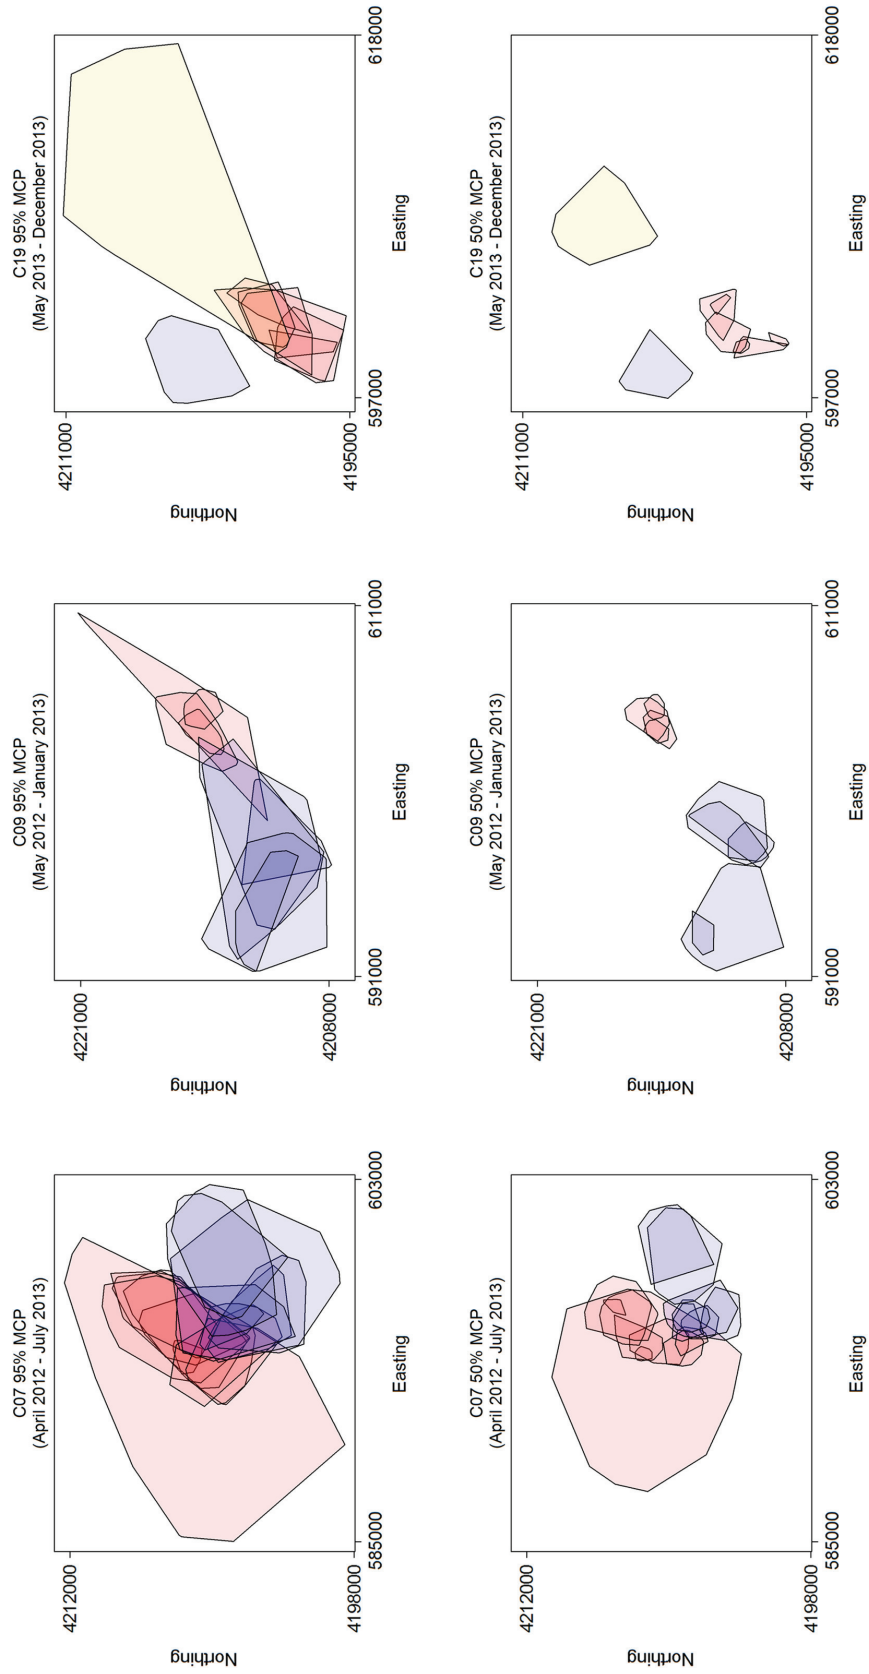 C07 95% MCP
(April 2012 - July 2013)
4212000
Northing
4198000
585000
Easting
603000
C09 95% MCP
(May 2012 - January 2013)
4221000
Northing
4208000
591000
Easting
611000
C19 95% MCP
(May 2013 - December 2013)
4211000
Northing
4195000
597000
Easting
618000
C07 50% MCP
(April 2012 - July 2013)
4212000
Northing
4198000
585000
Easting
603000
C09 50% MCP
(May 2012 - January 2013)
4221000
Northing
4208000
591000
Easting
611000
C19 50% MCP
(May 2013 - December 2013)
4211000
Northing
4195000
597000
Easting
618000